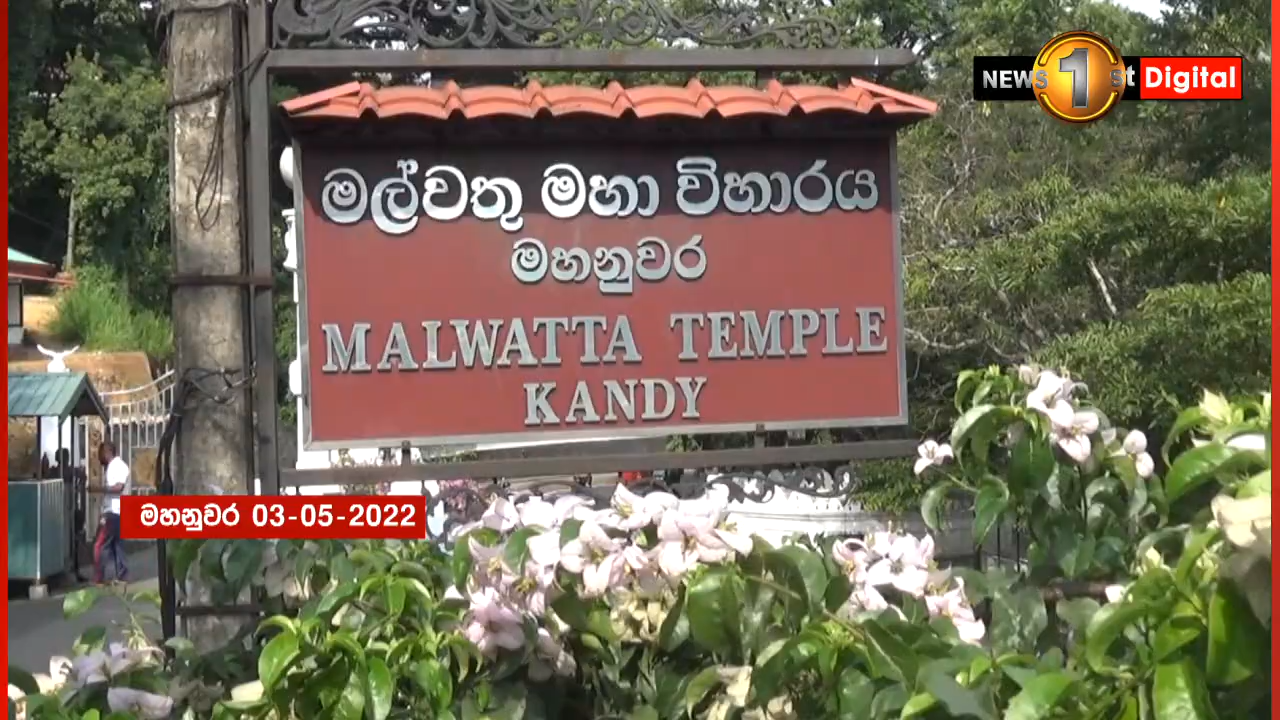 NEWS 1st Digital
මල්වතු මහා විහාරය
මහනුවර
MALWATTA TEMPLE
KANDY
මහනුවර 03-05-2022